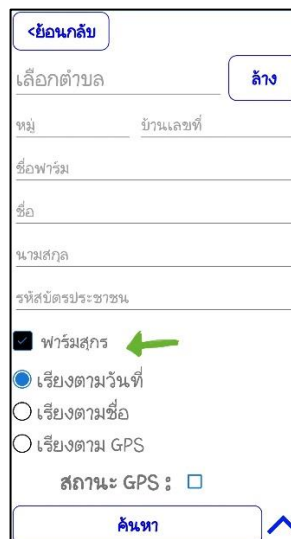 <ย้อนกลับ
เลือกตำบล ล้าง
หมู่ บ้านเลขที่
ชื่อฟาร์ม
ชื่อ
นามสกุล
รหัสบัตรประชาชน
ฟาร์มสุกร
เรียงตามวันที่
เรียงตามชื่อ
เรียงตาม GPS
สถานะ GPS :
ค้นหา